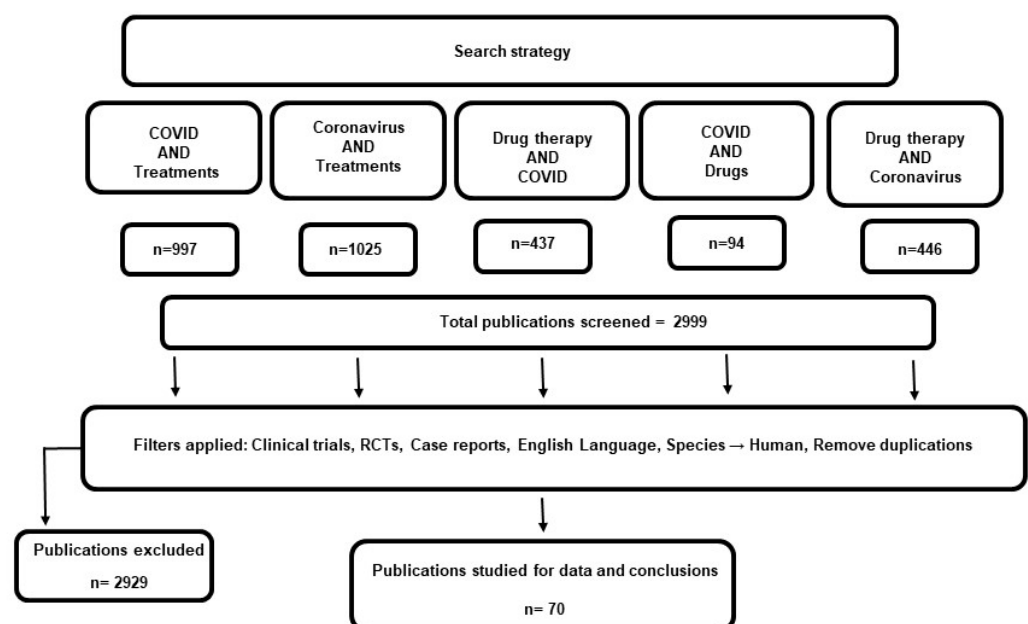 Search strategy
COVID
AND
Treatments
Coronavirus
AND
Treatments
Drug therapy
AND
COVID
COVID
AND
Drugs
Drug therapy
AND
Coronavirus
n=997
n=1025
n=437
n=94
n=446
Total publications screened = 2999
Filters applied: Clinical trials, RCTs, Case reports, English Language, Species → Human, Remove duplications
Publications excluded
n= 2929
Publications studied for data and conclusions
n= 70